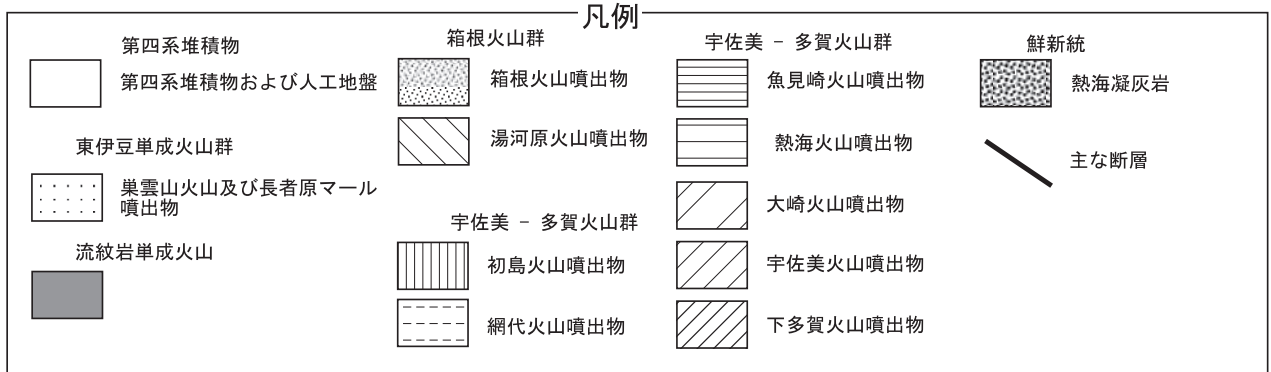 凡例
第四系堆積物
第四系堆積物および人工地盤
東伊豆単成火山群
巣雲山火山及び長者原マール
噴出物
流紋岩単成火山
箱根火山群
箱根火山噴出物
湯河原火山噴出物
宇佐美 － 多賀火山群
初島火山噴出物
網代火山噴出物
宇佐美 － 多賀火山群
魚見崎火山噴出物
熱海火山噴出物
大崎火山噴出物
宇佐美火山噴出物
下多賀火山噴出物
鮮新統
熱海凝灰岩
主な断層